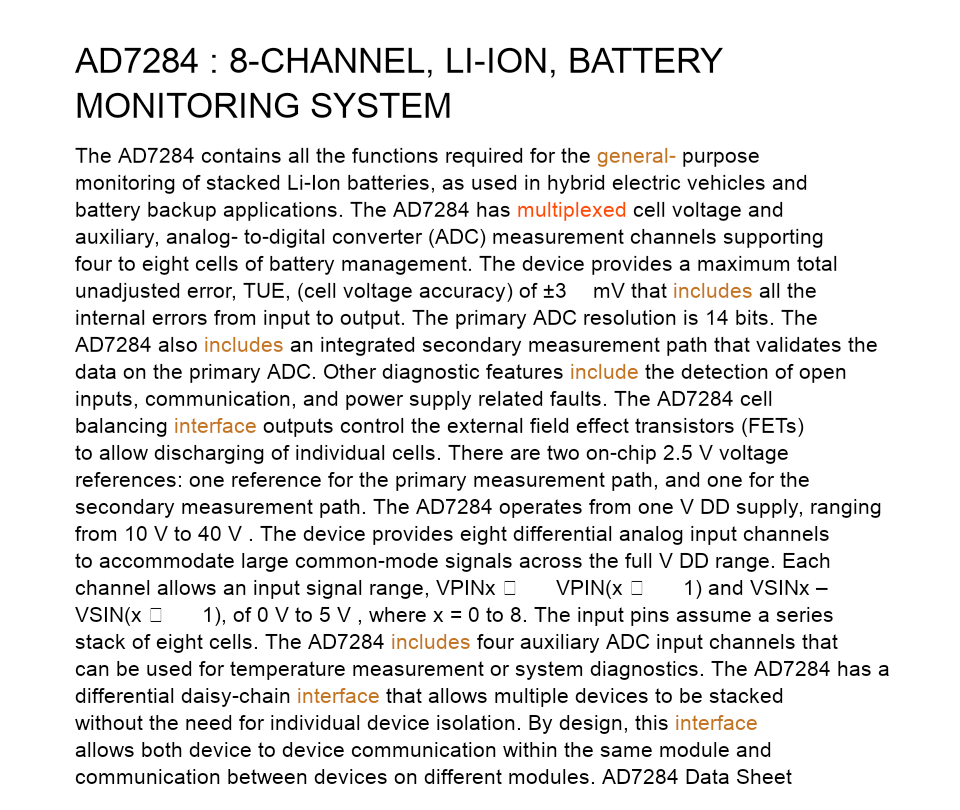 AD7284 : 8-CHANNEL, LI-ION, BATTERY
MONITORING SYSTEM
The AD7284 contains all the functions required for the general- purpose
monitoring of stacked Li-Ion batteries, as used in hybrid electric vehicles and
battery backup applications. The AD7284 has multiplexed cell voltage and
auxiliary, analog- to-digital converter (ADC) measurement channels supporting
four to eight cells of battery management. The device provides a maximum total
unadjusted error, TUE, (cell voltage accuracy) of ±3 mV that includes all the
internal errors from input to output. The primary ADC resolution is 14 bits. The
AD7284 also includes an integrated secondary measurement path that validates the
data on the primary ADC. Other diagnostic features include the detection of open
inputs, communication, and power supply related faults. The AD7284 cell
balancing interface outputs control the external field effect transistors (FETs)
to allow discharging of individual cells. There are two on-chip 2.5 V voltage
references: one reference for the primary measurement path, and one for the
secondary measurement path. The AD7284 operates from one V DD supply, ranging
from 10 V to 40 V . The device provides eight differential analog input channels
to accommodate large common-mode signals across the full V DD range. Each
channel allows an input signal range, VPINx □ VPIN(x □ 1) and VSINx –
VSIN(x □ 1), of 0 V to 5 V , where x = 0 to 8. The input pins assume a series
stack of eight cells. The AD7284 includes four auxiliary ADC input channels that
can be used for temperature measurement or system diagnostics. The AD7284 has a
differential daisy-chain interface that allows multiple devices to be stacked
without the need for individual device isolation. By design, this interface
allows both device to device communication within the same module and
communication between devices on different modules. AD7284 Data Sheet